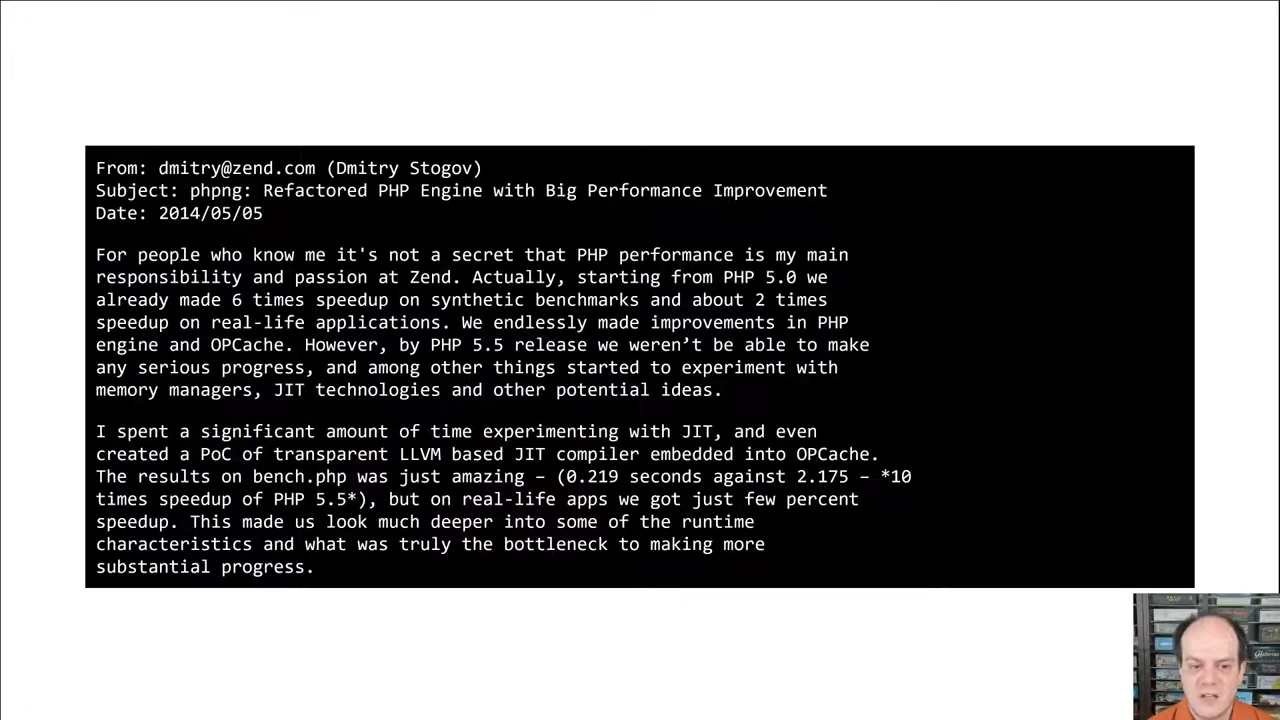 From: dmitry@zend.com (Dmitry Stogov)
Subject: phpng: Refactored PHP Engine with Big Performance Improvement
Date: 2014/05/05
For people who know me it's not a secret that PHP performance is my main
responsibility and passion at Zend. Actually, starting from PHP 5.0 we
already made 6 times speedup on synthetic benchmarks and about 2 times
speedup on real-life applications. We endlessly made improvements in PHP
engine and OPCache. However, by PHP 5.5 release we weren’t be able to make
any serious progress, and among other things started to experiment with
memory managers, JIT technologies and other potential ideas.
I spent a significant amount of time experimenting with JIT, and even
created a PoC of transparent LLVM based JIT compiler embedded into OPCache.
The results on bench.php was just amazing – (0.219 seconds against 2.175 – *10
times speedup of PHP 5.5*), but on real-life apps we got just few percent
speedup. This made us look much deeper into some of the runtime
characteristics and what was truly the bottleneck to making more
substantial progress.